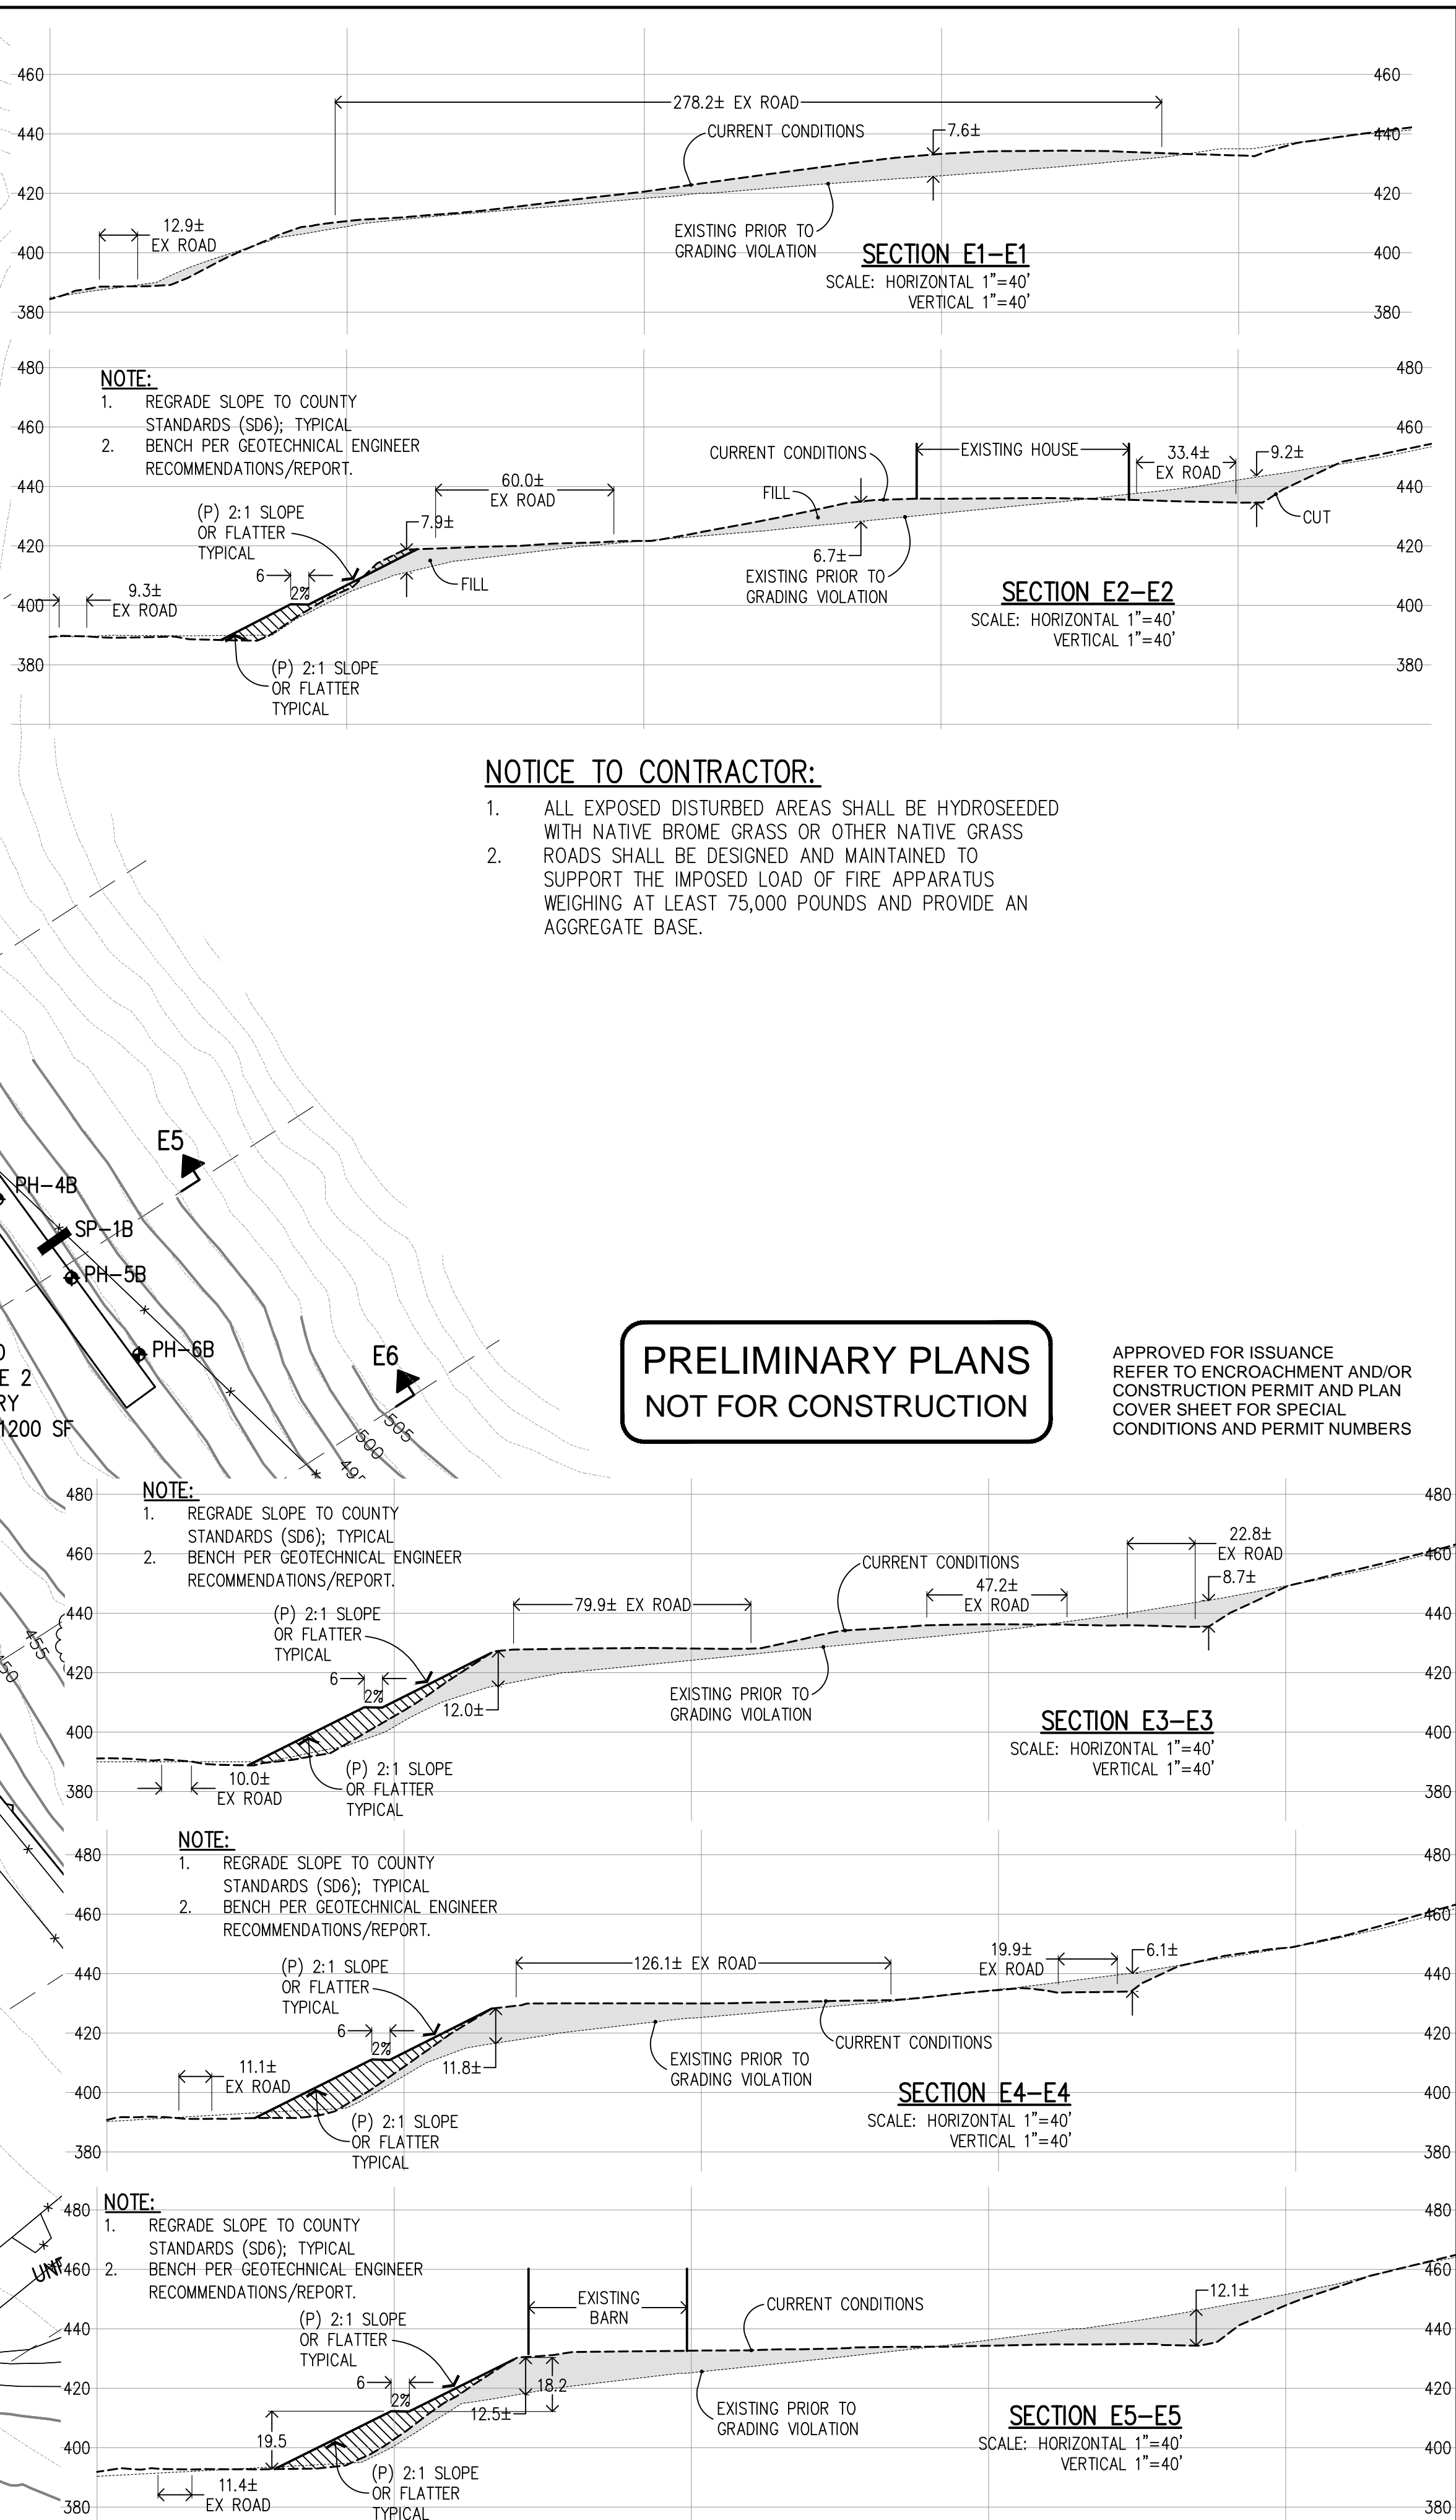 460
460
278.2± EX ROAD
440
CURRENT CONDITIONS
7.6±
440
420
420
12.9±
EX ROAD
EXISTING PRIOR TO
GRADING VIOLATION
400
400
SECTION E1-E1
SCALE: HORIZONTAL 1"=40'
VERTICAL 1"=40'
380
380
480
480
NOTE:
1. REGRADE SLOPE TO COUNTY
STANDARDS (SD6); TYPICAL
2. BENCH PER GEOTECHNICAL ENGINEER
RECOMMENDATIONS/REPORT.
460
460
CURRENT CONDITIONS
EXISTING HOUSE
33.4±
EX ROAD
9.2±
60.0±
EX ROAD
440
440
FILL
CUT
(P) 2:1 SLOPE
OR FLATTER
TYPICAL
7.9±
420
420
6.7±
EXISTING PRIOR TO
GRADING VIOLATION
6
2%
FILL
9.3±
EX ROAD
400
400
SECTION E2-E2
SCALE: HORIZONTAL 1"=40'
VERTICAL 1"=40'
380
380
(P) 2:1 SLOPE
OR FLATTER
TYPICAL
NOTICE TO CONTRACTOR:
1. ALL EXPOSED DISTURBED AREAS SHALL BE HYDROSEEDED
WITH NATIVE BROME GRASS OR OTHER NATIVE GRASS
2. ROADS SHALL BE DESIGNED AND MAINTAINED TO
SUPPORT THE IMPOSED LOAD OF FIRE APPARATUS
WEIGHING AT LEAST 75,000 POUNDS AND PROVIDE AN
AGGREGATE BASE.
E5
PH-4B
SP-1B
PH-5B
PH-6B
E 2
RY
1200 SF
E6
505
500
PRELIMINARY PLANS
NOT FOR CONSTRUCTION
APPROVED FOR ISSUANCE
REFER TO ENCROACHMENT AND/OR
CONSTRUCTION PERMIT AND PLAN
COVER SHEET FOR SPECIAL
CONDITIONS AND PERMIT NUMBERS
480
480
NOTE:
1. REGRADE SLOPE TO COUNTY
STANDARDS (SD6); TYPICAL
2. BENCH PER GEOTECHNICAL ENGINEER
RECOMMENDATIONS/REPORT.
460
460
22.8±
EX ROAD
CURRENT CONDITIONS
8.7±
47.2±
EX ROAD
79.9± EX ROAD
440
440
(P) 2:1 SLOPE
OR FLATTER
TYPICAL
455
420
420
6
2%
12.0±
EXISTING PRIOR TO
GRADING VIOLATION
SECTION E3-E3
SCALE: HORIZONTAL 1"=40'
VERTICAL 1"=40'
400
400
10.0±
EX ROAD
(P) 2:1 SLOPE
OR FLATTER
TYPICAL
380
380
NOTE:
1. REGRADE SLOPE TO COUNTY
STANDARDS (SD6); TYPICAL
2. BENCH PER GEOTECHNICAL ENGINEER
RECOMMENDATIONS/REPORT.
480
480
460
460
126.1± EX ROAD
19.9±
EX ROAD
6.1±
440
440
(P) 2:1 SLOPE
OR FLATTER
TYPICAL
420
420
6
2%
CURRENT CONDITIONS
11.8±
EXISTING PRIOR TO
GRADING VIOLATION
11.1±
EX ROAD
400
400
SECTION E4-E4
SCALE: HORIZONTAL 1"=40'
VERTICAL 1"=40'
(P) 2:1 SLOPE
OR FLATTER
TYPICAL
380
380
480
480
NOTE:
1. REGRADE SLOPE TO COUNTY
STANDARDS (SD6); TYPICAL
2. BENCH PER GEOTECHNICAL ENGINEER
RECOMMENDATIONS/REPORT.
460
460
EXISTING
BARN
CURRENT CONDITIONS
12.1±
440
440
(P) 2:1 SLOPE
OR FLATTER
TYPICAL
420
420
6
2%
18.2
12.5±
EXISTING PRIOR TO
GRADING VIOLATION
19.5
400
400
SECTION E5-E5
SCALE: HORIZONTAL 1"=40'
VERTICAL 1"=40'
11.4±
EX ROAD
(P) 2:1 SLOPE
OR FLATTER
TYPICAL
380
380